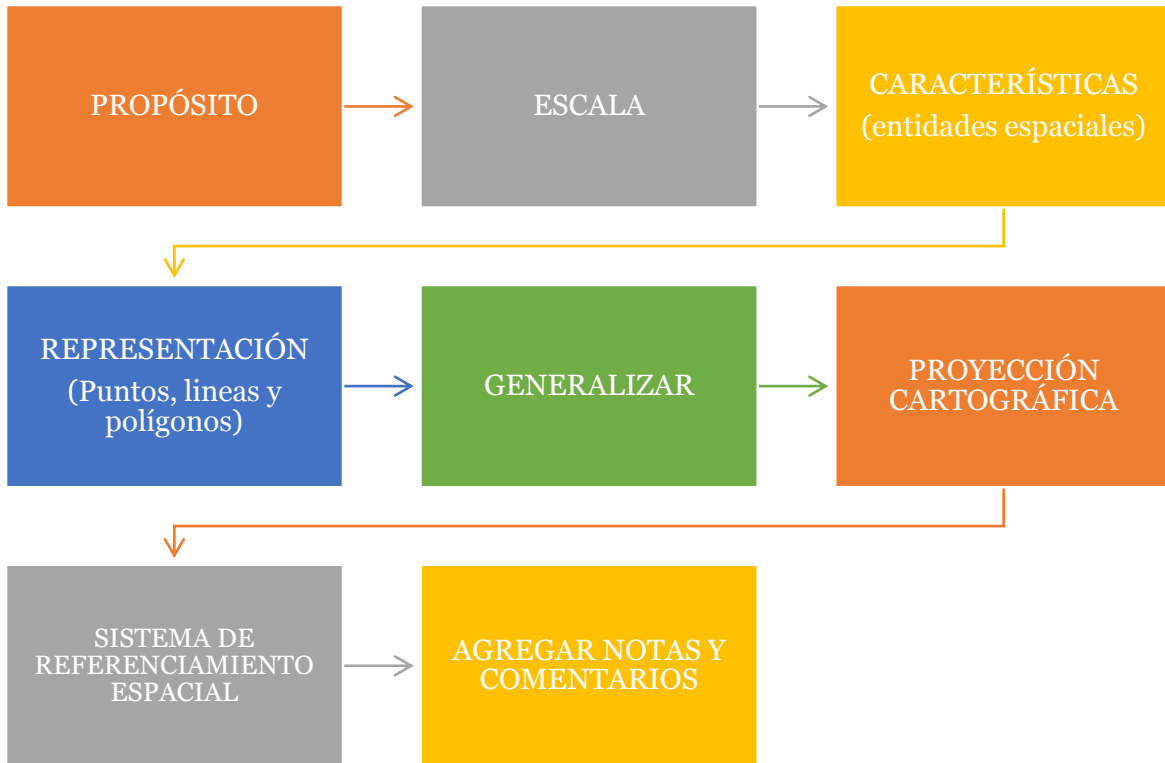 PROPÓSITO
ESCALA
CARACTERÍSTICAS
(entidades espaciales)
REPRESENTACIÓN
(Puntos, lineas y
polígonos)
GENERALIZAR
PROYECCIÓN
CARTOGRÁFICA
SISTEMA DE
REFERENCIAMIENTO
ESPACIAL
AGREGAR NOTAS Y
COMENTARIOS